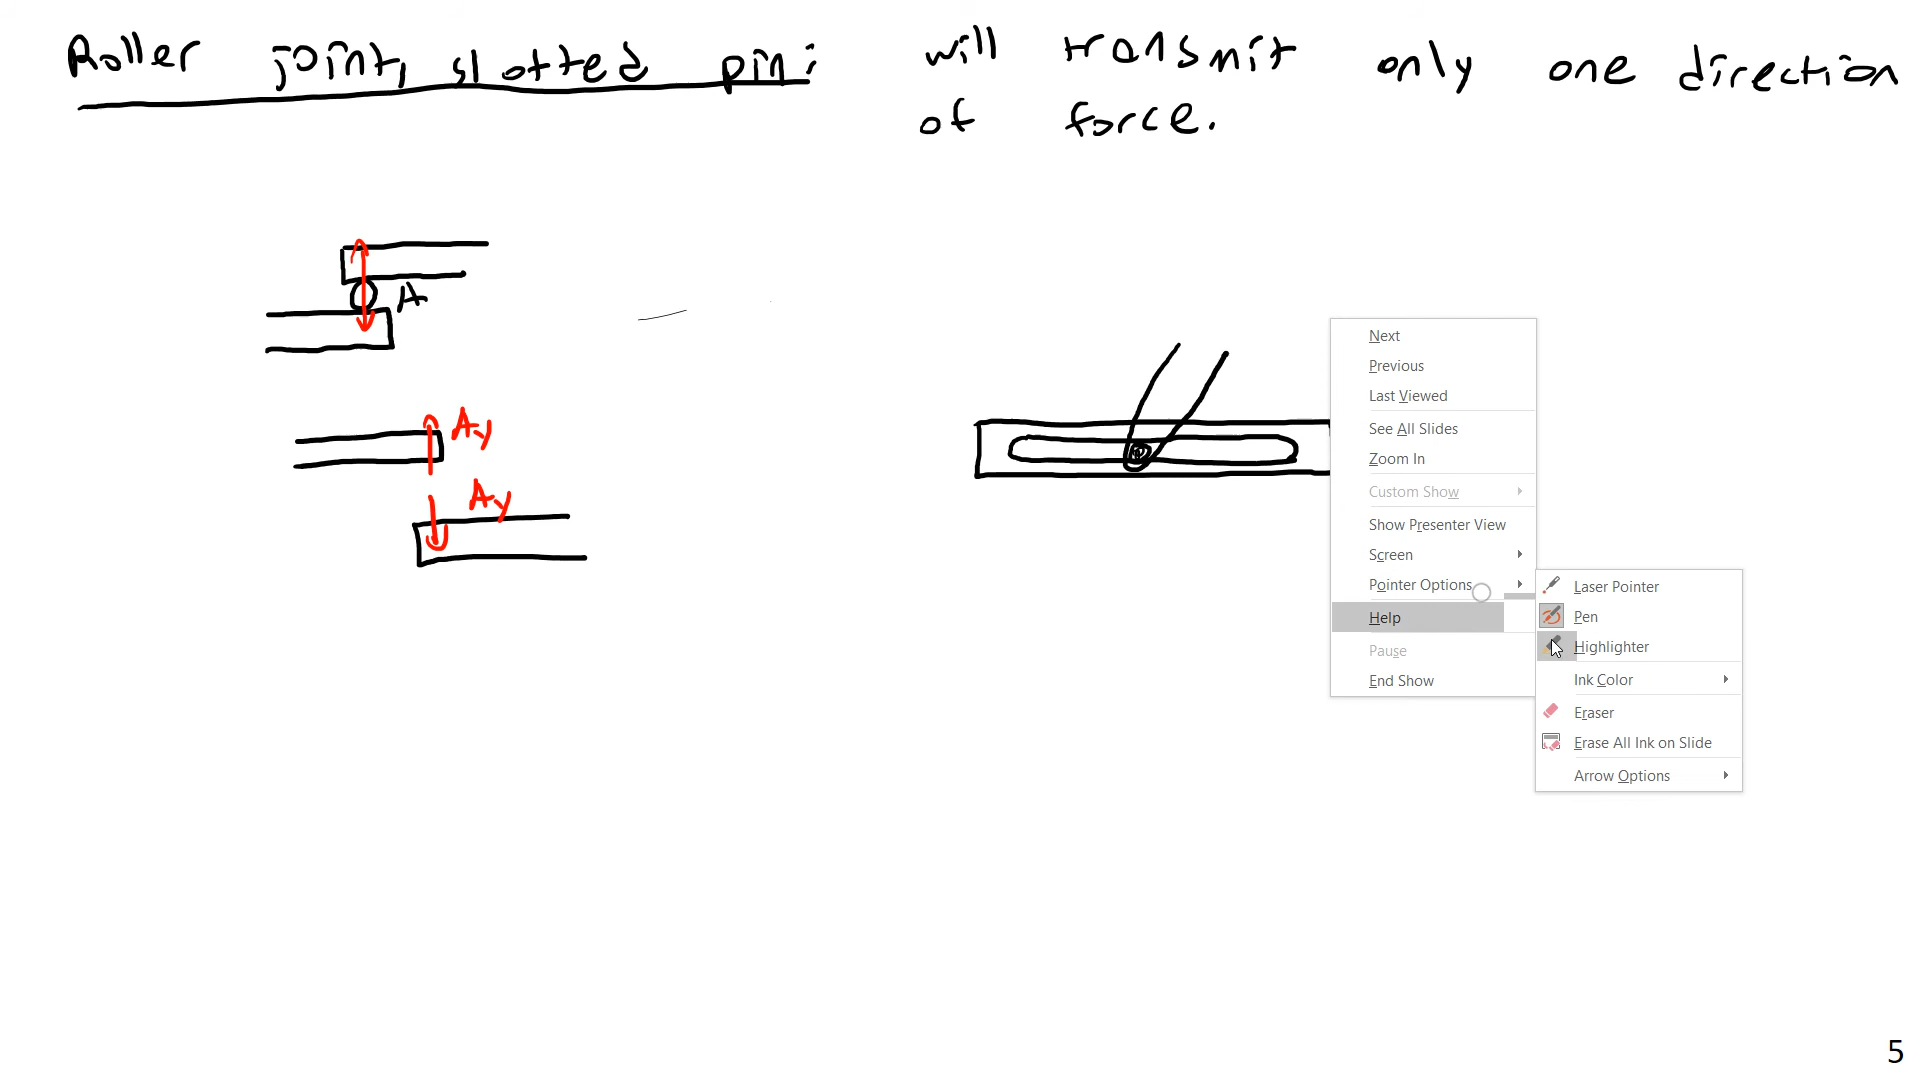 Roller joint, slotted pin: will transmit only one direction
of force.
A
Ay
Ay
Next
Previous
Last Viewed
See All Slides
Zoom In
Custom Show
Show Presenter View
Screen
Pointer Options
Help
Pause
End Show
Laser Pointer
Pen
Highlighter
Ink Color
Eraser
Erase All Ink on Slide
Arrow Options
5